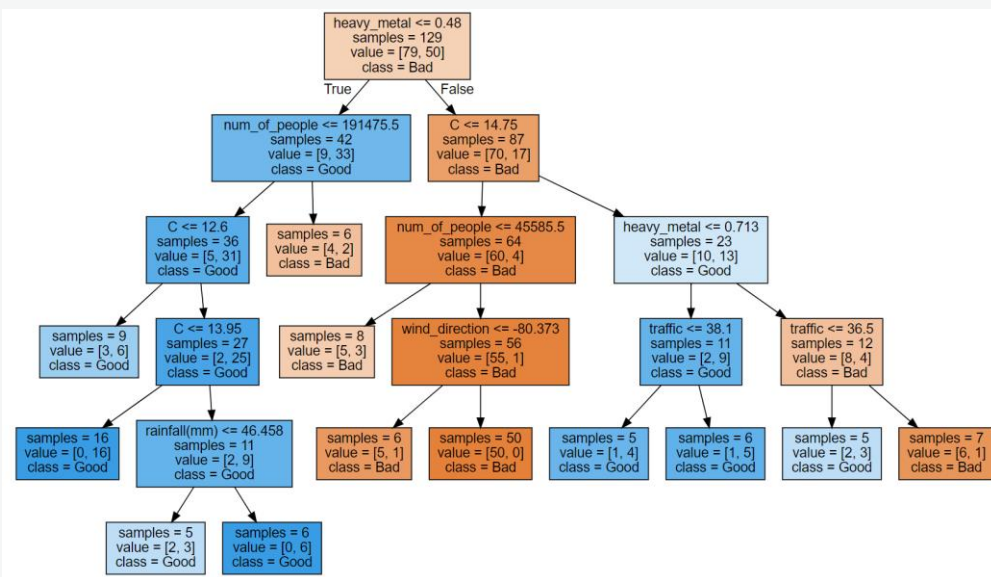 heavy_metal <= 0.48
samples = 129
value = [79, 50]
class = Bad
True
False
num_of_people <= 191475.5
samples = 42
value = [9, 33]
class = Good
C <= 14.75
samples = 87
value = [70, 17]
class = Bad
C <= 12.6
samples = 36
value = [5, 31]
class = Good
samples = 6
value = [4, 2]
class = Bad
num_of_people <= 45585.5
samples = 64
value = [60, 4]
class = Bad
heavy_metal <= 0.713
samples = 23
value = [10, 13]
class = Good
samples = 9
value = [3, 6]
class = Good
C <= 13.95
samples = 27
value = [2, 25]
class = Good
samples = 8
value = [5, 3]
class = Bad
wind_direction <= -80.373
samples = 56
value = [55, 1]
class = Bad
traffic <= 38.1
samples = 11
value = [2, 9]
class = Good
traffic <= 36.5
samples = 12
value = [8, 4]
class = Bad
samples = 16
value = [0, 16]
class = Good
rainfall(mm) <= 46.458
samples = 11
value = [2, 9]
class = Good
samples = 6
value = [5, 1]
class = Bad
samples = 50
value = [50, 0]
class = Bad
samples = 5
value = [1, 4]
class = Good
samples = 6
value = [1, 5]
class = Good
samples = 5
value = [2, 3]
class = Good
samples = 7
value = [6, 1]
class = Bad
samples = 5
value = [2, 3]
class = Good
samples = 6
value = [0, 6]
class = Good